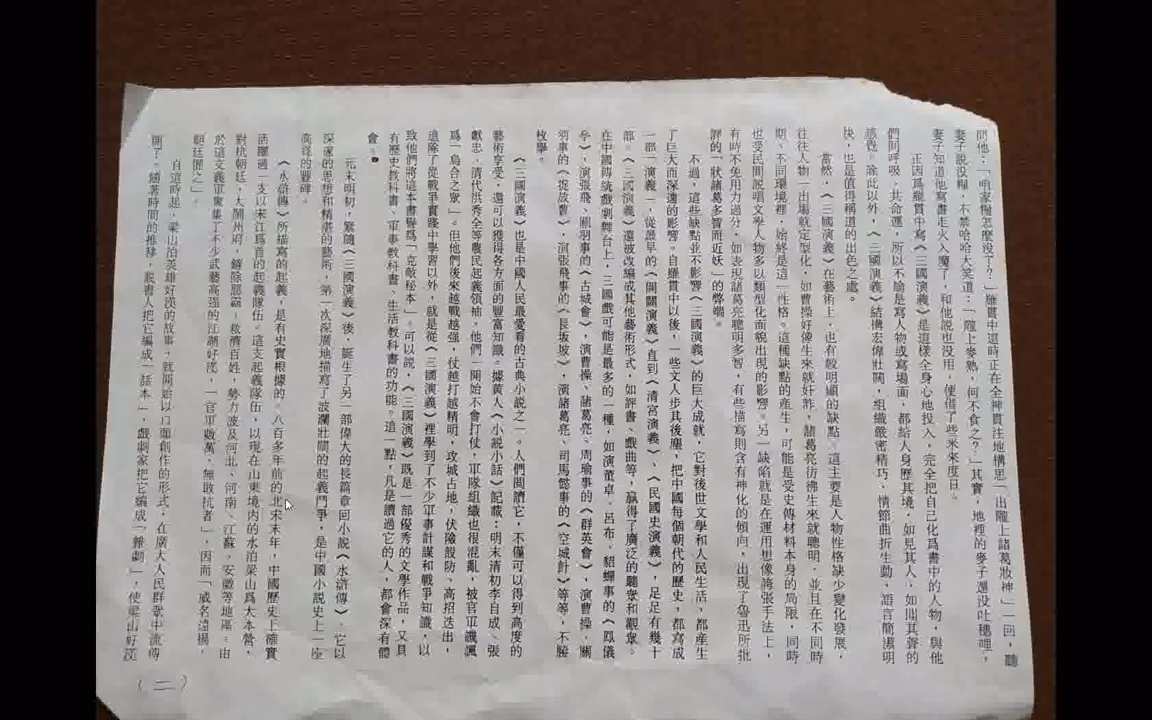 問他：「咱家糧怎麼没了？」羅貫中這時正在全神貫注地構思「出隴上諸葛妝神」一回，聽
妻子説没糧，不禁哈哈大笑道：「隴上麥熟，何不食之？」其實，地裡的麥子還没吐穗哩，
妻子知道他寫書走火入魔了，和他説也没用，便借了些米來度日。
正因爲羅貫中寫《三國演義》是這樣全身心地投入，完全把自己化爲書中的人物，與他
們同呼吸、共命運，所以不論是寫人物或寫場面，都給人身歷其境、如見其人、如聞其聲的
感覺。除此以外，《三國演義》結構宏偉壯闊、組織嚴密精巧、情節曲折生動，語言簡潔明
快，也是值得稱道的出色之處。
當然，《三國演義》在藝術上，也有較明顯的缺點。這主要是人物性格缺少變化發展，
往往人物一出場就定型化，如曹操好像生來就奸詐，諸葛亮彷彿生來就聰明，並且在不同時
期、不同環境裡，始終是這一性格。這種缺點的産生，可能是受史傳材料本身的局限，同時
也受民間説唱文學人物多以類型化面貌出現的影響。另一缺陷就在運用想像誇張手法上，
有時不免用力過分，如表現諸葛亮聰明多智，有些描寫則含有神化的傾向，出現了魯迅所批
評的「狀諸葛多智而近妖」的弊端。
不過，這些缺點並不影響《三國演義》的巨大成就，它對後世文學和人民生活，都産生
了巨大而深遠的影響。自羅貫中以後，一些文人步其後塵，把中國每個朝代的歷史，都寫成
一部「演義」，從最早的《開闢演義》直到《清宮演義》、《民國史演義》，足足有幾十
部。《三國演義》還被改編成其他藝術形式，如評書、戲曲等，贏得了廣泛的聽衆和觀衆。
在中國傳統戲劇舞台上，三國戲可能是最多的一種，如演董卓、呂布、貂蟬事的《鳳儀
亭》，演張飛、關羽事的《古城會》，演曹操、諸葛亮、周瑜事的《群英會》，演曹操、關
羽事的《捉放曹》，演張飛事的《長坂坡》，演諸葛亮、司馬懿事的《空城計》等等，不勝
枚舉。
《三國演義》也是中國人民最愛看的古典小説之一。人們閲讀它，不僅可以得到高度的
藝術享受，還可以獲得各方面的豐富知識。據黄人《小説小話》記載：明末清初李自成、張
獻忠，清代洪秀全等農民起義領袖，他們一開始不會打仗，軍隊組織也很混亂，被官軍譏諷
爲「烏合之衆」。但他們後來越戰越强，仗越打越精明，攻城占地，伏險設防，高招迭出，
這除了從戰爭實踐中學習以外，就是從《三國演義》裡學到了不少軍事計謀和戰爭知識，以
致他們將這本書譽爲「克敵秘本」。可以説，《三國演義》既是一部優秀的文學作品，又具
有歷史教科書、軍事教科書、生活教科書的功能。這一點，凡是讀過它的人，都會深有體
會。
元末明初，緊隨《三國演義》後，誕生了另一部偉大的長篇章回小説《水滸傳》。它以
深邃的思想和精湛的藝術，第一次深廣地描寫了波瀾壯闊的起義鬥爭，是中國小説史上一座
高聳的豐碑。
《水滸傳》所描寫的起義，是有史實根據的。八百多年前的北宋末年，中國歷史上確實
活躍過一支以宋江爲首的起義隊伍。這支起義隊伍，以現在山東境内的水泊梁山爲大本營，
對抗朝廷，大鬧州府，鏟除惡霸，救濟百姓，勢力波及河北、河南、江蘇、安徽等地區。由
於這支義軍聚集了不少武藝高强的江湖好漢，「官軍數萬，無敢抗者」，因而「威名遠揚，
朝廷懼之」。
自這時起，梁山泊英雄好漢的故事，就開始以口頭創作的形式，在廣大人民群衆中流傳
開了。隨著時間的推移，説書人把它編成「話本」，戲劇家把它編成「雜劇」，使梁山好漢
（二）